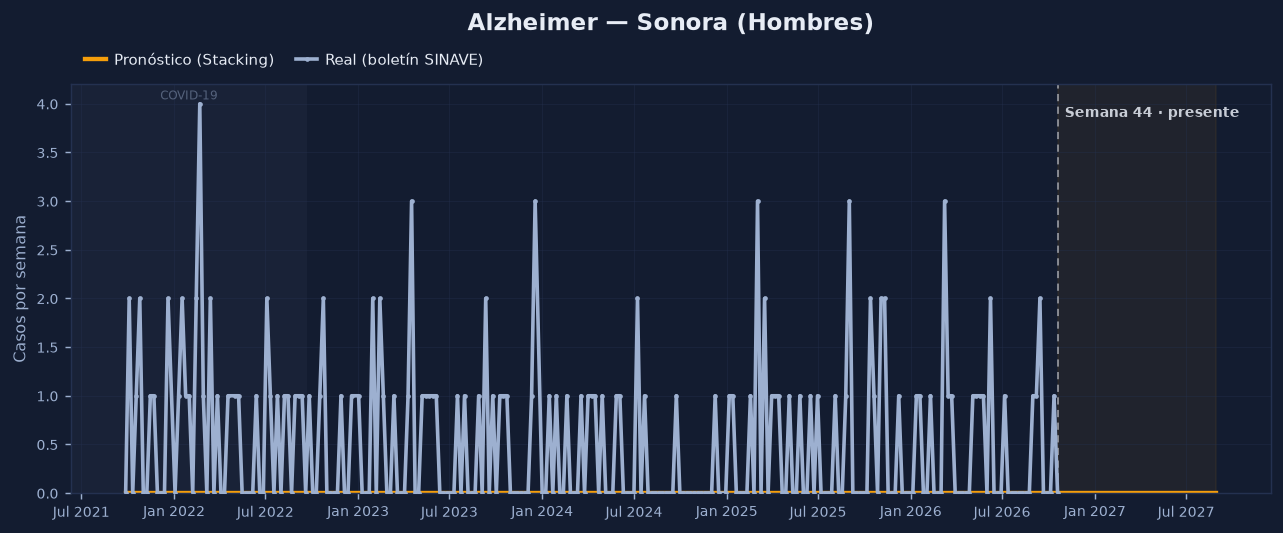 Alzheimer — Sonora (Hombres)
Pronóstico (Stacking) Real (boletín SINAVE)
COVID-19
Semana 44 · presente
Casos por semana
4.0
3.5
3.0
2.5
2.0
1.5
1.0
0.5
0.0
Jul 2021 Jan 2022 Jul 2022 Jan 2023 Jul 2023 Jan 2024 Jul 2024 Jan 2025 Jul 2025 Jan 2026 Jul 2026 Jan 2027 Jul 2027